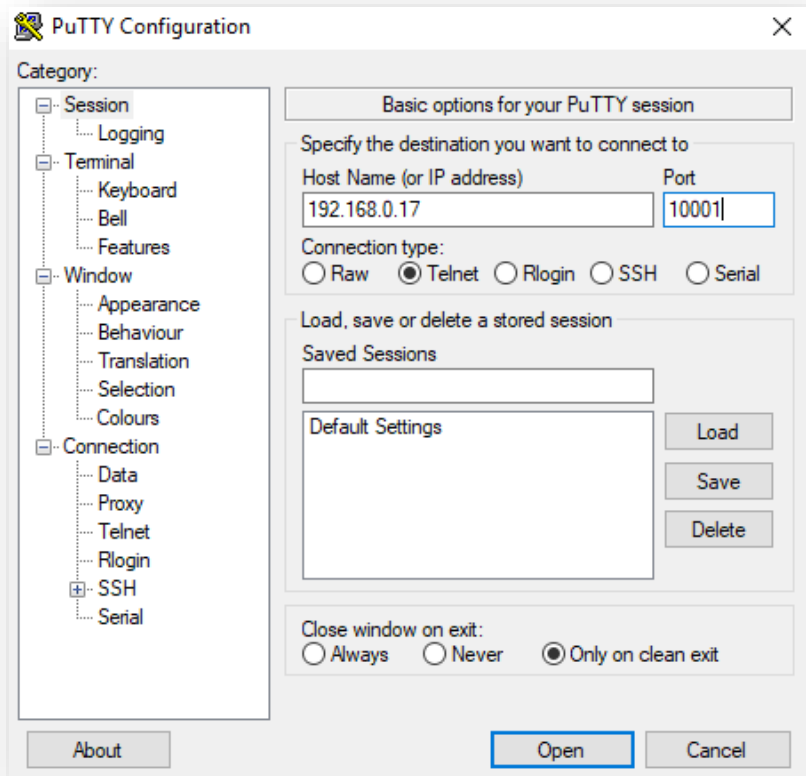 PuTTY Configuration
Category:
Session
Logging
Terminal
Keyboard
Bell
Features
Window
Appearance
Behaviour
Translation
Selection
Colours
Connection
Data
Proxy
Telnet
Rlogin
SSH
Serial
Basic options for your PuTTY session
Specify the destination you want to connect to
Host Name (or IP address) Port
192.168.0.17 10001
Connection type:
Raw Telnet Rlogin SSH Serial
Load, save or delete a stored session
Saved Sessions
Default Settings
Load
Save
Delete
Close window on exit:
Always Never Only on clean exit
About Open Cancel